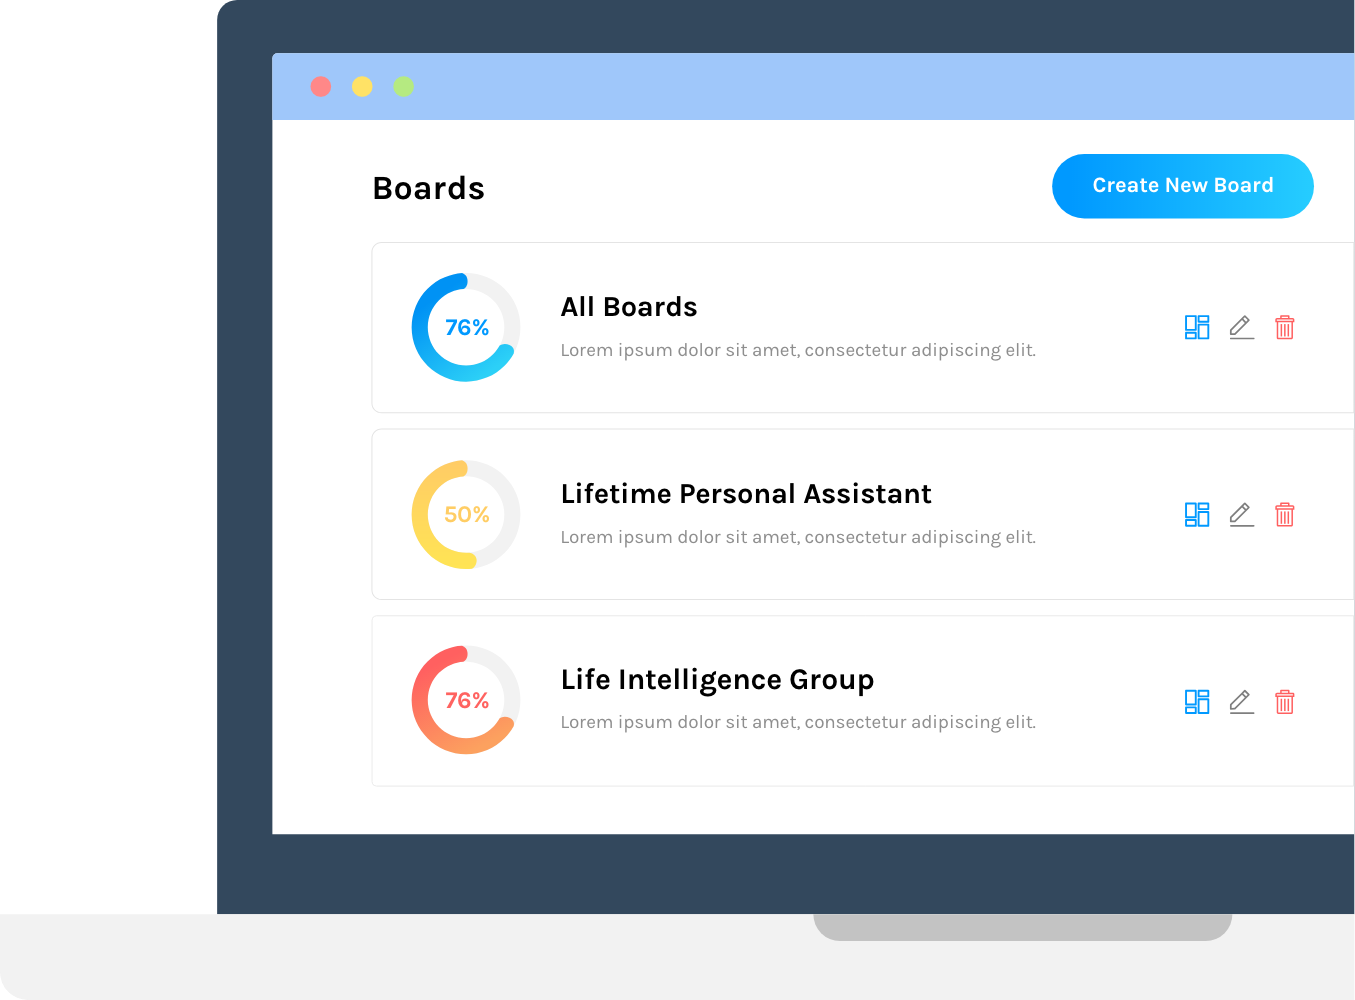 Boards
Create New Board
76%
All Boards
Lorem ipsum dolor sit amet, consectetur adipiscing elit.
50%
Lifetime Personal Assistant
Lorem ipsum dolor sit amet, consectetur adipiscing elit.
76%
Life Intelligence Group
Lorem ipsum dolor sit amet, consectetur adipiscing elit.